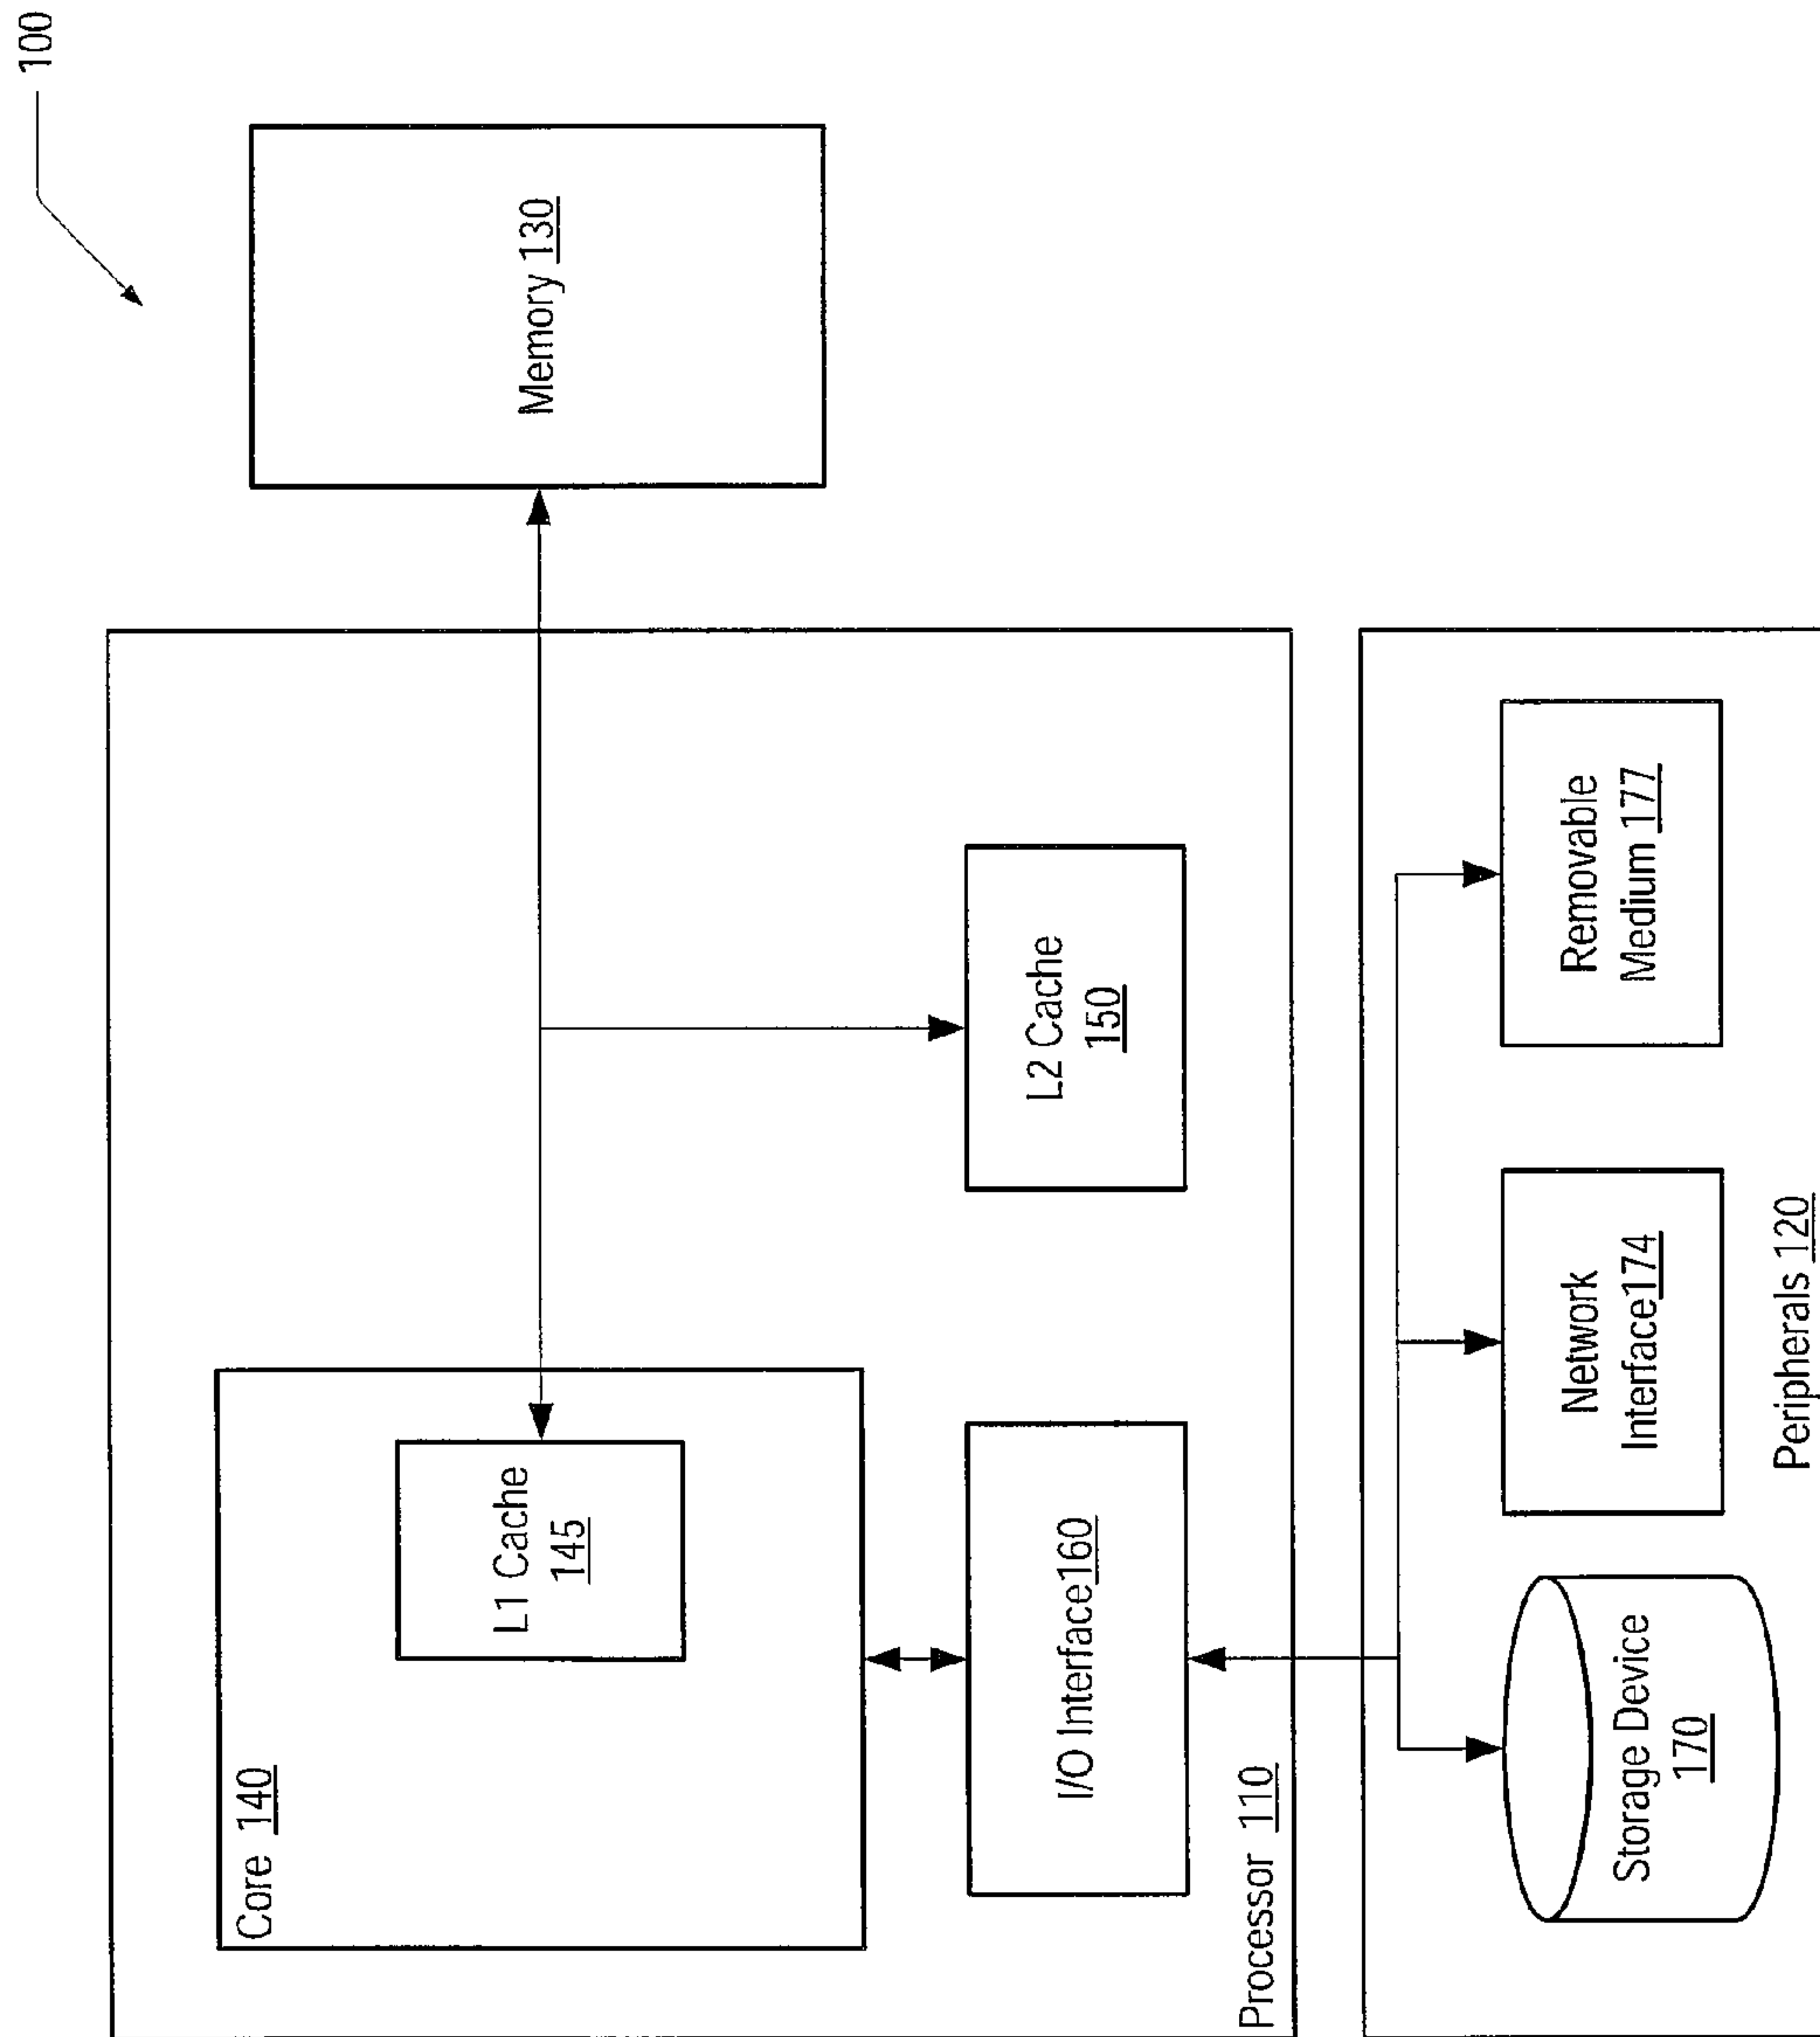 100
Core 140
L1 Cache
145
Memory 130
I/O Interface160
L2 Cache
150
Processor 110
Storage Device
170
Network
Interface174
Removable
Medium 177
Peripherals 120